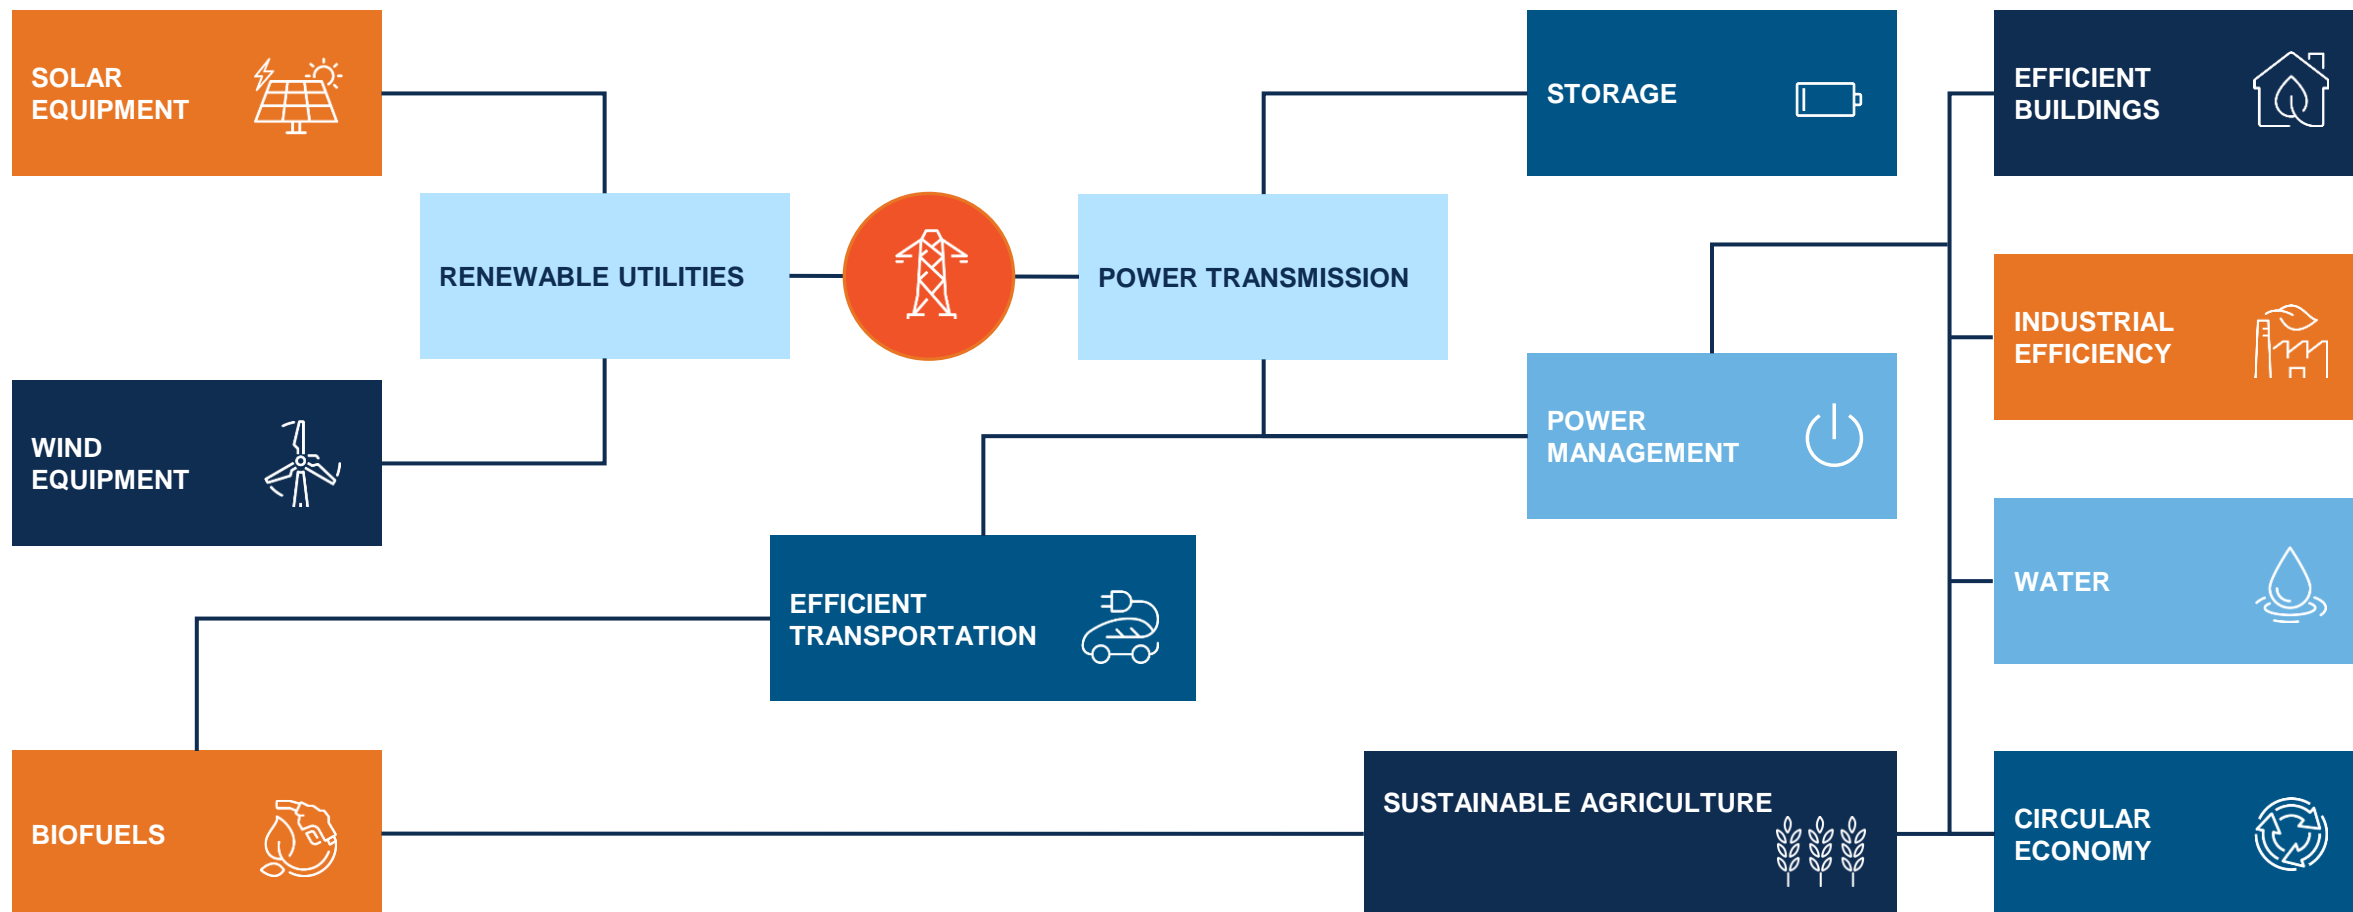 SOLAR
EQUIPMENT
STORAGE
EFFICIENT
BUILDINGS
RENEWABLE UTILITIES
POWER TRANSMISSION
INDUSTRIAL
EFFICIENCY
WIND
EQUIPMENT
POWER
MANAGEMENT
EFFICIENT
TRANSPORTATION
WATER
BIOFUELS
SUSTAINABLE AGRICULTURE
CIRCULAR
ECONOMY